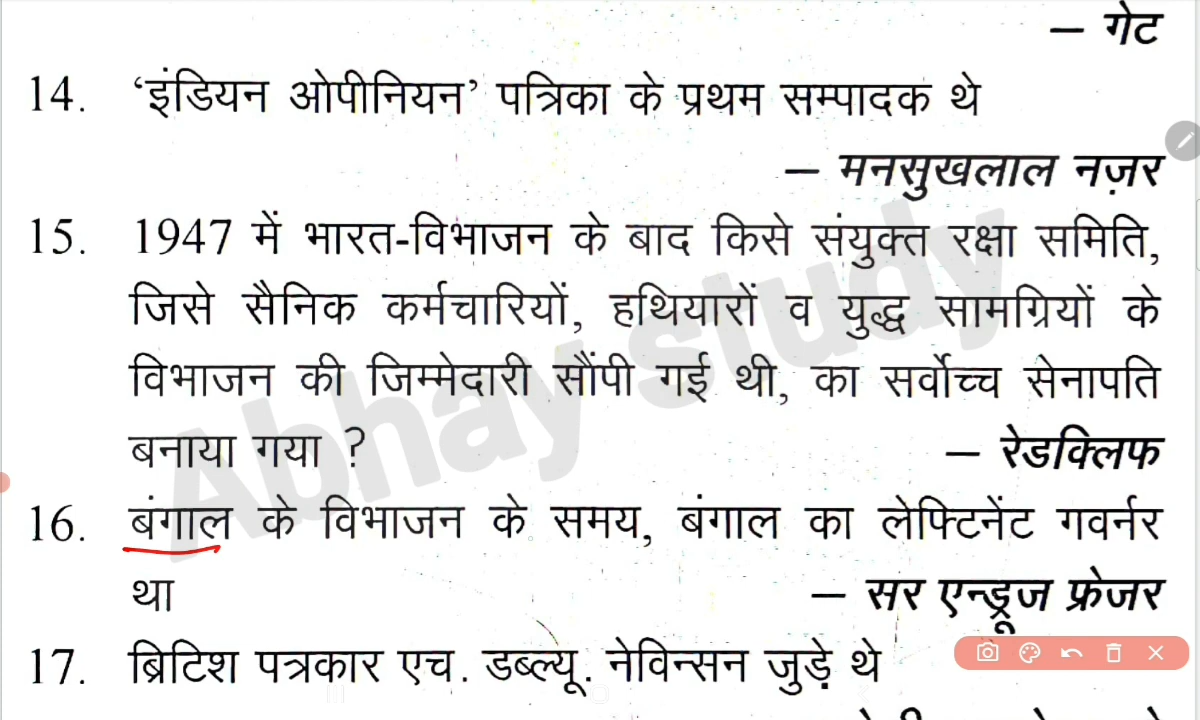 – गेट
14. ‘इंडियन ओपीनियन’ पत्रिका के प्रथम सम्पादक थे
– मनसुखलाल नज़र
15. 1947 में भारत-विभाजन के बाद किसे संयुक्त रक्षा समिति,
जिसे सैनिक कर्मचारियों, हथियारों व युद्ध सामग्रियों के
विभाजन की जिम्मेदारी सौंपी गई थी, का सर्वोच्च सेनापति
बनाया गया ? – रेडक्लिफ
16. बंगाल के विभाजन के समय, बंगाल का लेफ्टिनेंट गवर्नर
था – सर एन्ड्रूज फ्रेजर
17. ब्रिटिश पत्रकार एच. डब्ल्यू. नेविन्सन जुड़े थे
Abhay study